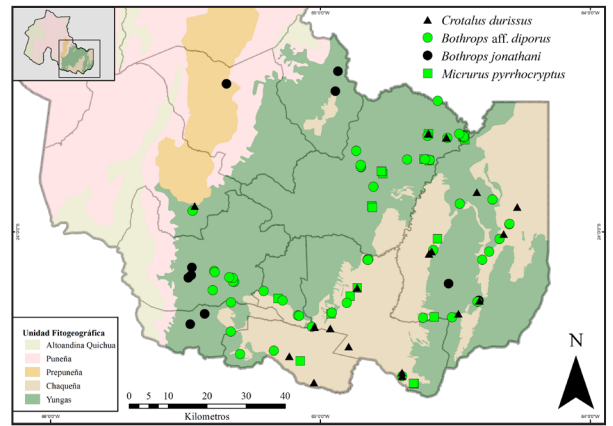 Crotalus durissus
Bothrops aff. diporus
Bothrops jonathani
Micrurus pyrrhocryptus
Unidad Fitogeográfica
Altoandina Quichua
Puneña
Prepuneña
Chaqueña
Yungas
0 5 10 20 30 40
Kilometros
N